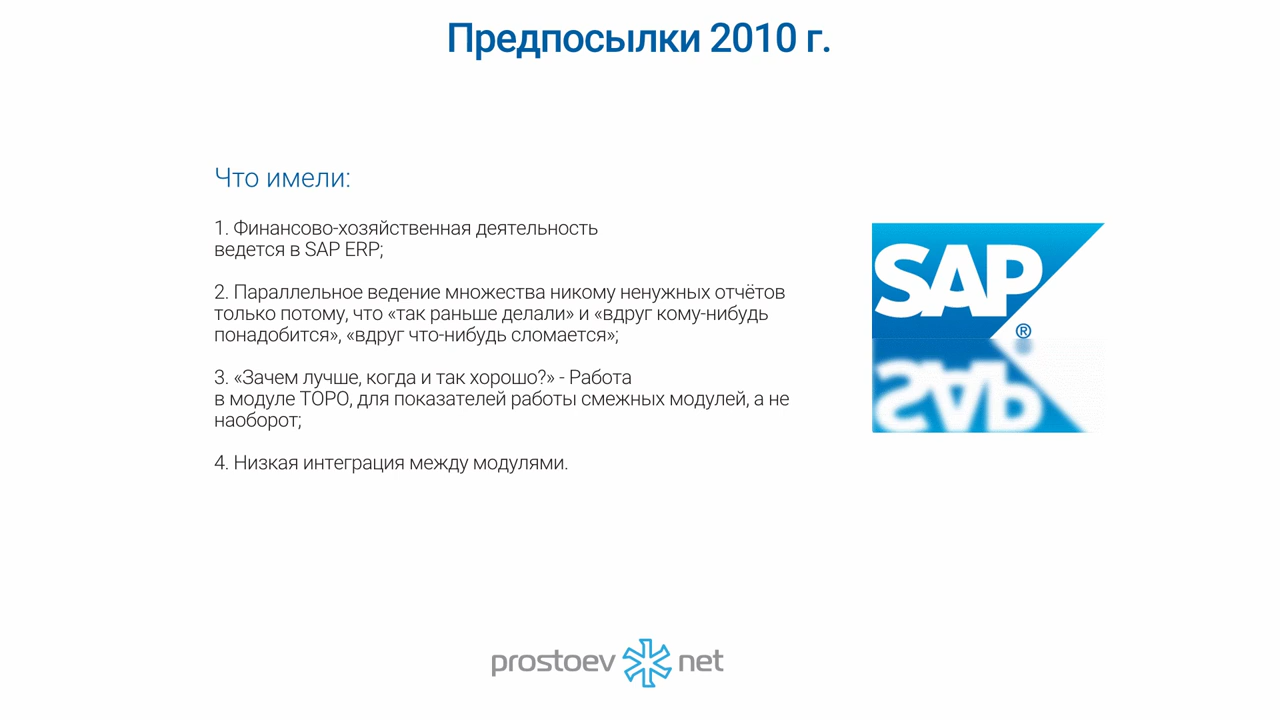 Предпосылки 2010 г.
Что имели:
1. Финансово-хозяйственная деятельность
ведется в SAP ERP;
2. Параллельное ведение множества никому ненужных отчётов
только потому, что «так раньше делали» и «вдруг кому-нибудь
понадобится», «вдруг что-нибудь сломается»;
3. «Зачем лучше, когда и так хорошо?» - Работа
в модуле ТОРО, для показателей работы смежных модулей, а не
наоборот;
4. Низкая интеграция между модулями.
SAP
®
prostoev net